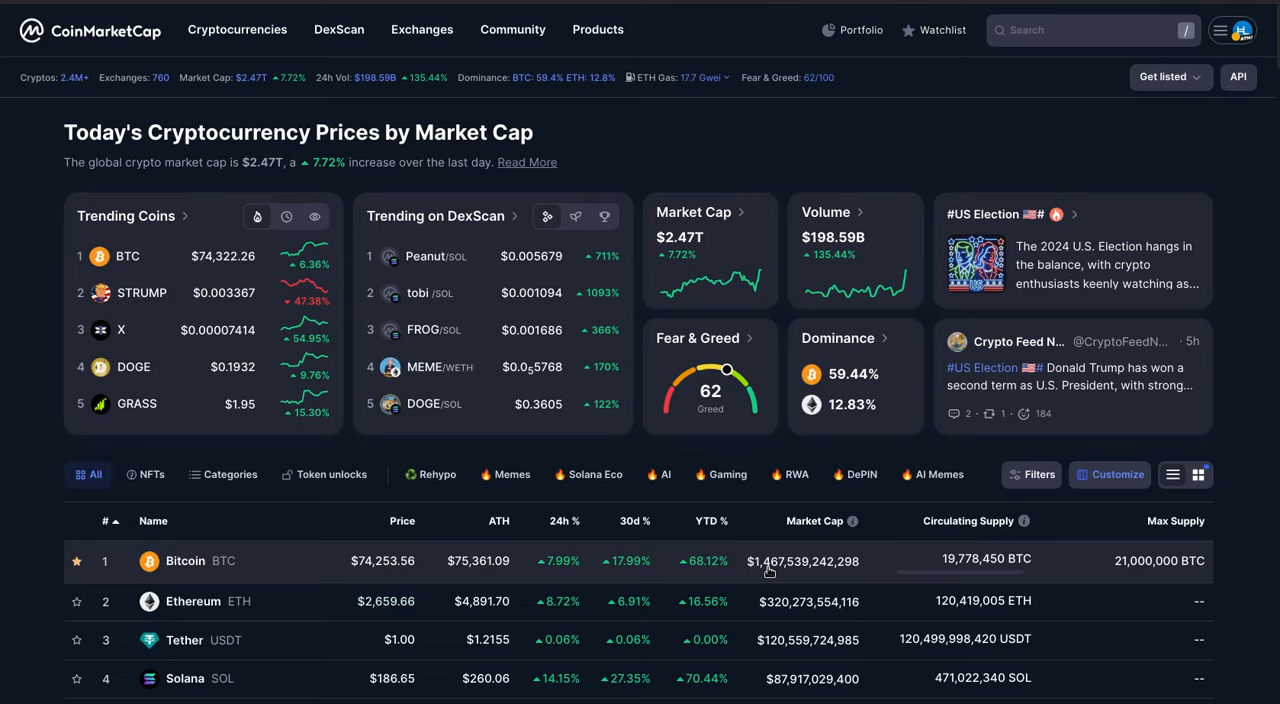 CoinMarketCap Cryptocurrencies DexScan Exchanges Community Products Portfolio Watchlist Search /
Cryptos: 2.4M+ Exchanges: 760 Market Cap: $2.47T 7.72% 24h Vol: $198.59B 135.44% Dominance: BTC: 59.4% ETH: 12.8% ETH Gas: 17.7 Gwei Fear & Greed: 62/100 Get listed API
Today's Cryptocurrency Prices by Market Cap
The global crypto market cap is $2.47T, a 7.72% increase over the last day. Read More
Trending Coins
1 BTC $74,322.26 6.36%
2 STRUMP $0.003367 47.38%
3 X $0.00007414 54.95%
4 DOGE $0.1932 9.76%
5 GRASS $1.95 15.30%
Trending on DexScan
1 Peanut/SOL $0.005679 711%
2 tobi /SOL $0.001094 1093%
3 FROG/SOL $0.001686 366%
4 MEME/WETH $0.0₅5768 170%
5 DOGE/SOL $0.3605 122%
Market Cap
$2.47T
7.72%
Volume
$198.59B
135.44%
Fear & Greed
62
Greed
Dominance
59.44%
12.83%
#US Election 🇺🇸#
The 2024 U.S. Election hangs in
the balance, with crypto
enthusiasts keenly watching as...
Crypto Feed N... @CryptoFeedN... · 5h
#US Election 🇺🇸# Donald Trump has won a
second term as U.S. President, with strong...
2 · 1 · 184
All NFTs Categories Token unlocks Rehypo Memes Solana Eco AI Gaming RWA DePIN AI Memes Filters Customize
# Name Price ATH 24h % 30d % YTD % Market Cap Circulating Supply Max Supply
1 Bitcoin BTC $74,253.56 $75,361.09 7.99% 17.99% 68.12% $1,467,539,242,298 19,778,450 BTC 21,000,000 BTC
2 Ethereum ETH $2,659.66 $4,891.70 8.72% 6.91% 16.56% $320,273,554,116 120,419,005 ETH --
3 Tether USDT $1.00 $1.2155 0.06% 0.06% 0.00% $120,559,724,985 120,499,998,420 USDT --
4 Solana SOL $186.65 $260.06 14.15% 27.35% 70.44% $87,917,029,400 471,022,340 SOL --